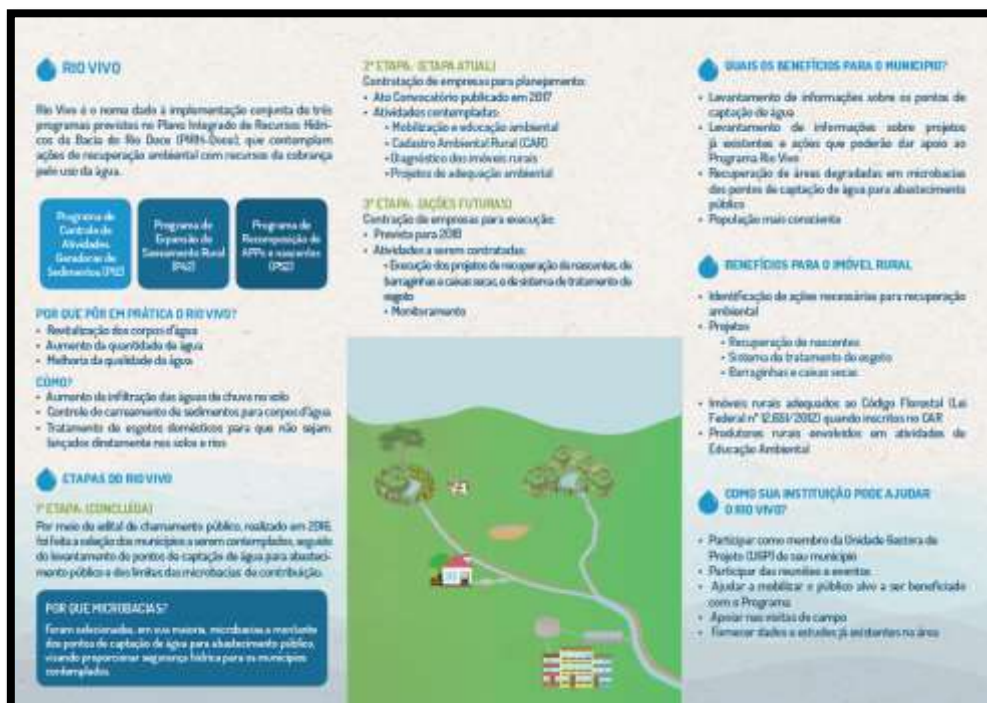 RIO VIVO
Rio Vivo é o nome dado à implementação conjunta de três
programas previstos no Plano Integrado de Recursos Hídri-
cos da Bacia do Rio Doce (PIRH-Doce), que contemplam
ações de recuperação ambiental com recursos da cobrança
pelo uso da água.
Programa de
Controle de
Atividades
Geradoras de
Sedimentos (P12)
Programa de
Expansão do
Saneamento Rural
(P42)
Programa de
Recomposição de
APPs e nascentes
(P52)
POR QUE PÔR EM PRÁTICA O RIO VIVO?
• Revitalização dos corpos d'água
• Aumento da quantidade de água
• Melhoria da qualidade da água
COMO?
• Aumento da infiltração das águas de chuva no solo
• Controle do carreamento de sedimentos para corpos d'água
• Tratamento de esgotos domésticos para que não sejam
lançados diretamente nos solos e rios
ETAPAS DO RIO VIVO
1ª ETAPA: (CONCLUÍDA)
Por meio de edital de chamamento público, realizado em 2016,
foi feita a seleção dos municípios a serem contemplados, seguido
do levantamento de pontos de captação de água para abasteci-
mento público e dos limites das microbacias de contribuição.
POR QUE MICROBACIAS?
Foram selecionadas, em sua maioria, microbacias a montante
dos pontos de captação de água para abastecimento público,
visando proporcionar segurança hídrica para os municípios
contemplados.
2ª ETAPA: (ETAPA ATUAL)
Contratação de empresas para planejamento:
• Ato Convocatório publicado em 2017
• Atividades contempladas:
• Mobilização e educação ambiental
• Cadastro Ambiental Rural (CAR)
• Diagnóstico dos imóveis rurais
• Projetos de adequação ambiental
3ª ETAPA: (AÇÕES FUTURAS)
Contração de empresas para execução:
• Prevista para 2018
• Atividades a serem contratadas:
• Execução dos projetos de recuperação de nascentes, de
barraginhas e caixas secas, e de sistema de tratamento de
esgoto
• Monitoramento
QUAIS OS BENEFÍCIOS PARA O MUNICÍPIO?
• Levantamento de informações sobre os pontos de
captação de água
• Levantamento de informações sobre projetos
já existentes e ações que poderão dar apoio ao
Programa Rio Vivo
• Recuperação de áreas degradadas em microbacias
dos pontos de captação de água para abastecimento
público
• População mais consciente
BENEFÍCIOS PARA O IMÓVEL RURAL
• Identificação de ações necessárias para recuperação
ambiental
• Projetos
• Recuperação de nascentes
• Sistema de tratamento de esgoto
• Barraginhas e caixas secas
• Imóveis rurais adequados ao Código Florestal (Lei
Federal nº 12.651/2012) quando inscritos no CAR
• Produtores rurais envolvidos em atividades de
Educação Ambiental
COMO SUA INSTITUIÇÃO PODE AJUDAR
O RIO VIVO?
• Participar como membro da Unidade Gestora de
Projeto (UGP) do seu município
• Participar das reuniões e eventos
• Ajudar a mobilizar o público alvo a ser beneficiado
com o Programa
• Apoiar nas visitas de campo
• Fornecer dados e estudos já existentes na área